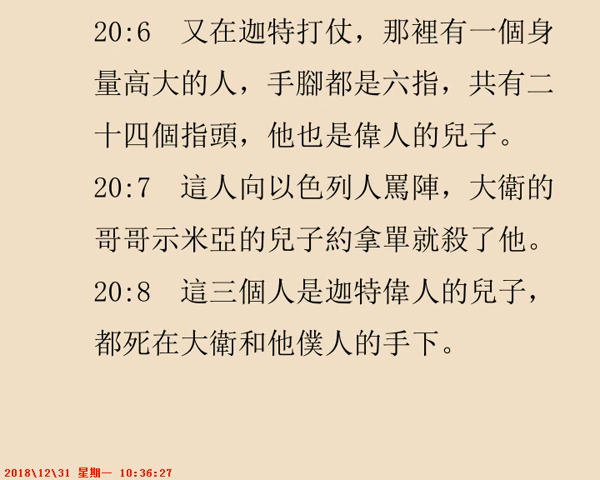 20:6　又在迦特打仗，那裡有一個身
量高大的人，手腳都是六指，共有二
十四個指頭，他也是偉人的兒子。
20:7　這人向以色列人罵陣，大衛的
哥哥示米亞的兒子約拿單就殺了他。
20:8　這三個人是迦特偉人的兒子，
都死在大衛和他僕人的手下。
2018\12\31 星期一 10:36:27